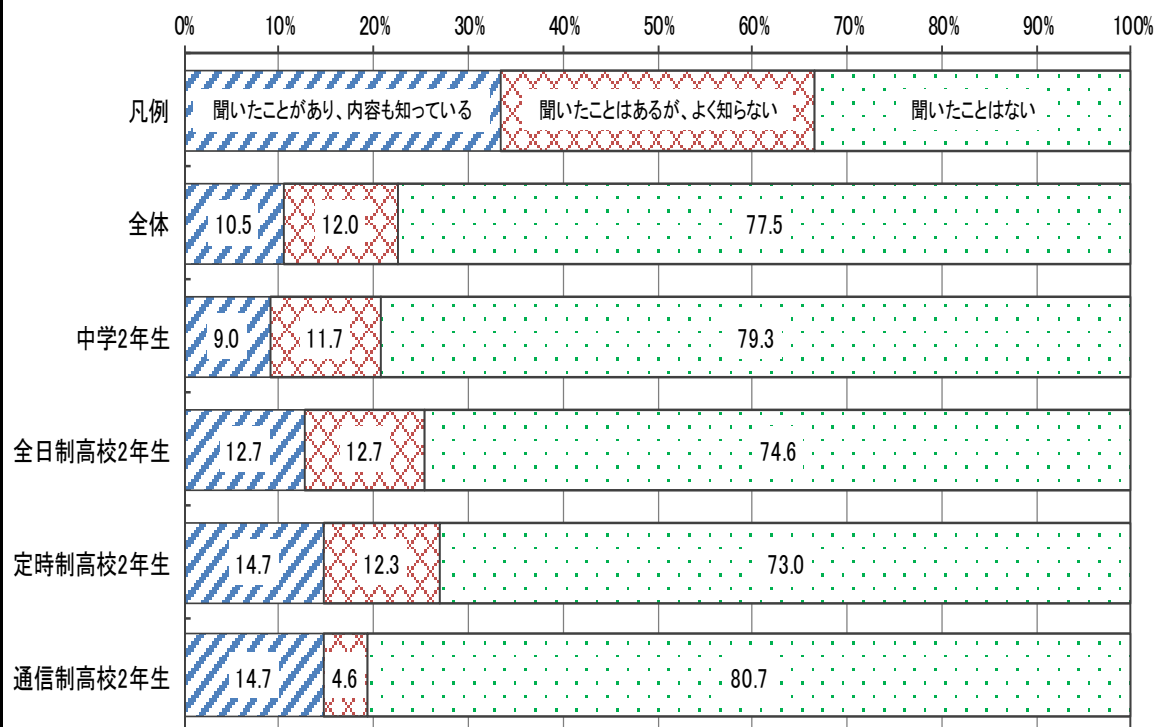 0% 10% 20% 30% 40% 50% 60% 70% 80% 90% 100%
凡例 聞いたことがあり、内容も知っている 聞いたことはあるが、よく知らない 聞いたことはない
全体 10.5 12.0 77.5
中学2年生 9.0 11.7 79.3
全日制高校2年生 12.7 12.7 74.6
定時制高校2年生 14.7 12.3 73.0
通信制高校2年生 14.7 4.6 80.7